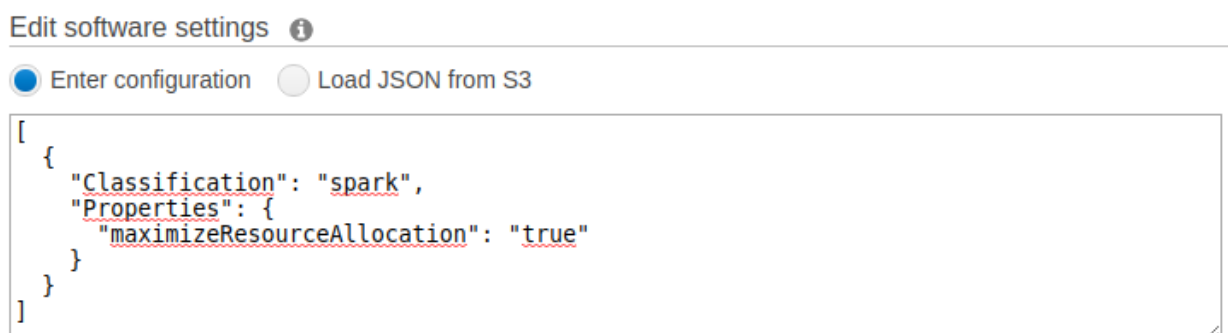 Edit software settings
Enter configuration Load JSON from S3
[
  {
    "Classification": "spark",
    "Properties": {
      "maximizeResourceAllocation": "true"
    }
  }
]